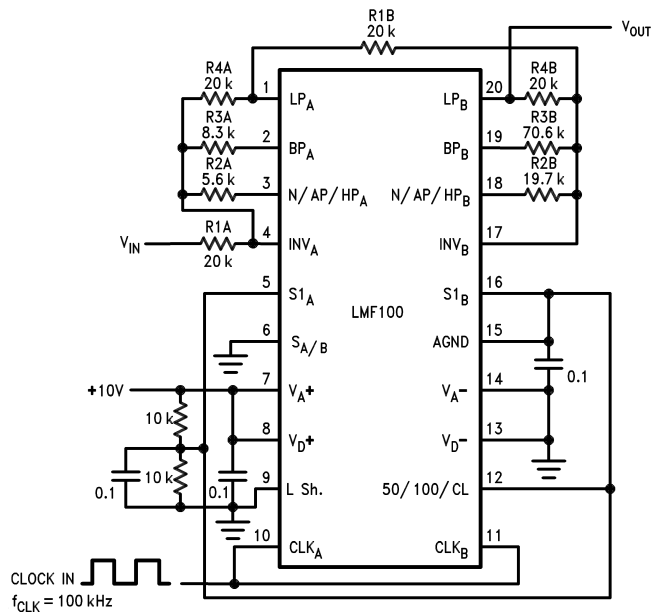 R1B
20 k
V_OUT
R4A
20 k
1
LP_A
LP_B
20
R4B
20 k
R3A
8.3 k
2
BP_A
BP_B
19
R3B
70.6 k
R2A
5.6 k
3
N/AP/HP_A
N/AP/HP_B
18
R2B
19.7 k
V_IN
R1A
20 k
4
INV_A
INV_B
17
5
S1_A
S1_B
16
LMF100
6
S_A/B
AGND
15
0.1
+10V
7
V_A+
V_A−
14
10 k
8
V_D+
V_D−
13
10 k
0.1
0.1
9
L Sh.
50/100/CL
12
10
CLK_A
CLK_B
11
CLOCK IN
f_CLK = 100 kHz